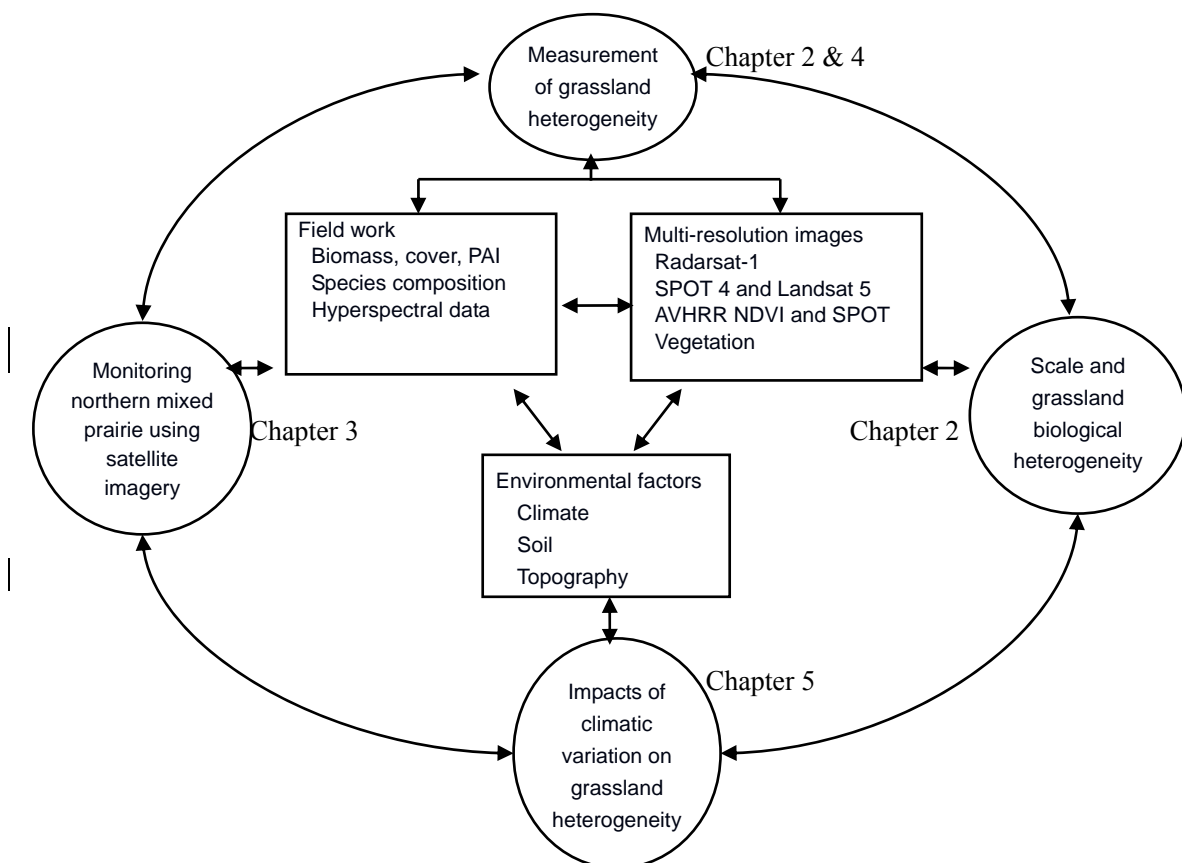 Measurement
of grassland
heterogeneity
Chapter 2 & 4
Field work
Biomass, cover, PAI
Species composition
Hyperspectral data
Multi-resolution images
Radarsat-1
SPOT 4 and Landsat 5
AVHRR NDVI and SPOT
Vegetation
Monitoring
northern mixed
prairie using
satellite
imagery
Chapter 3
Chapter 2
Scale and
grassland
biological
heterogeneity
Environmental factors
Climate
Soil
Topography
Impacts of
climatic
variation on
grassland
heterogeneity
Chapter 5